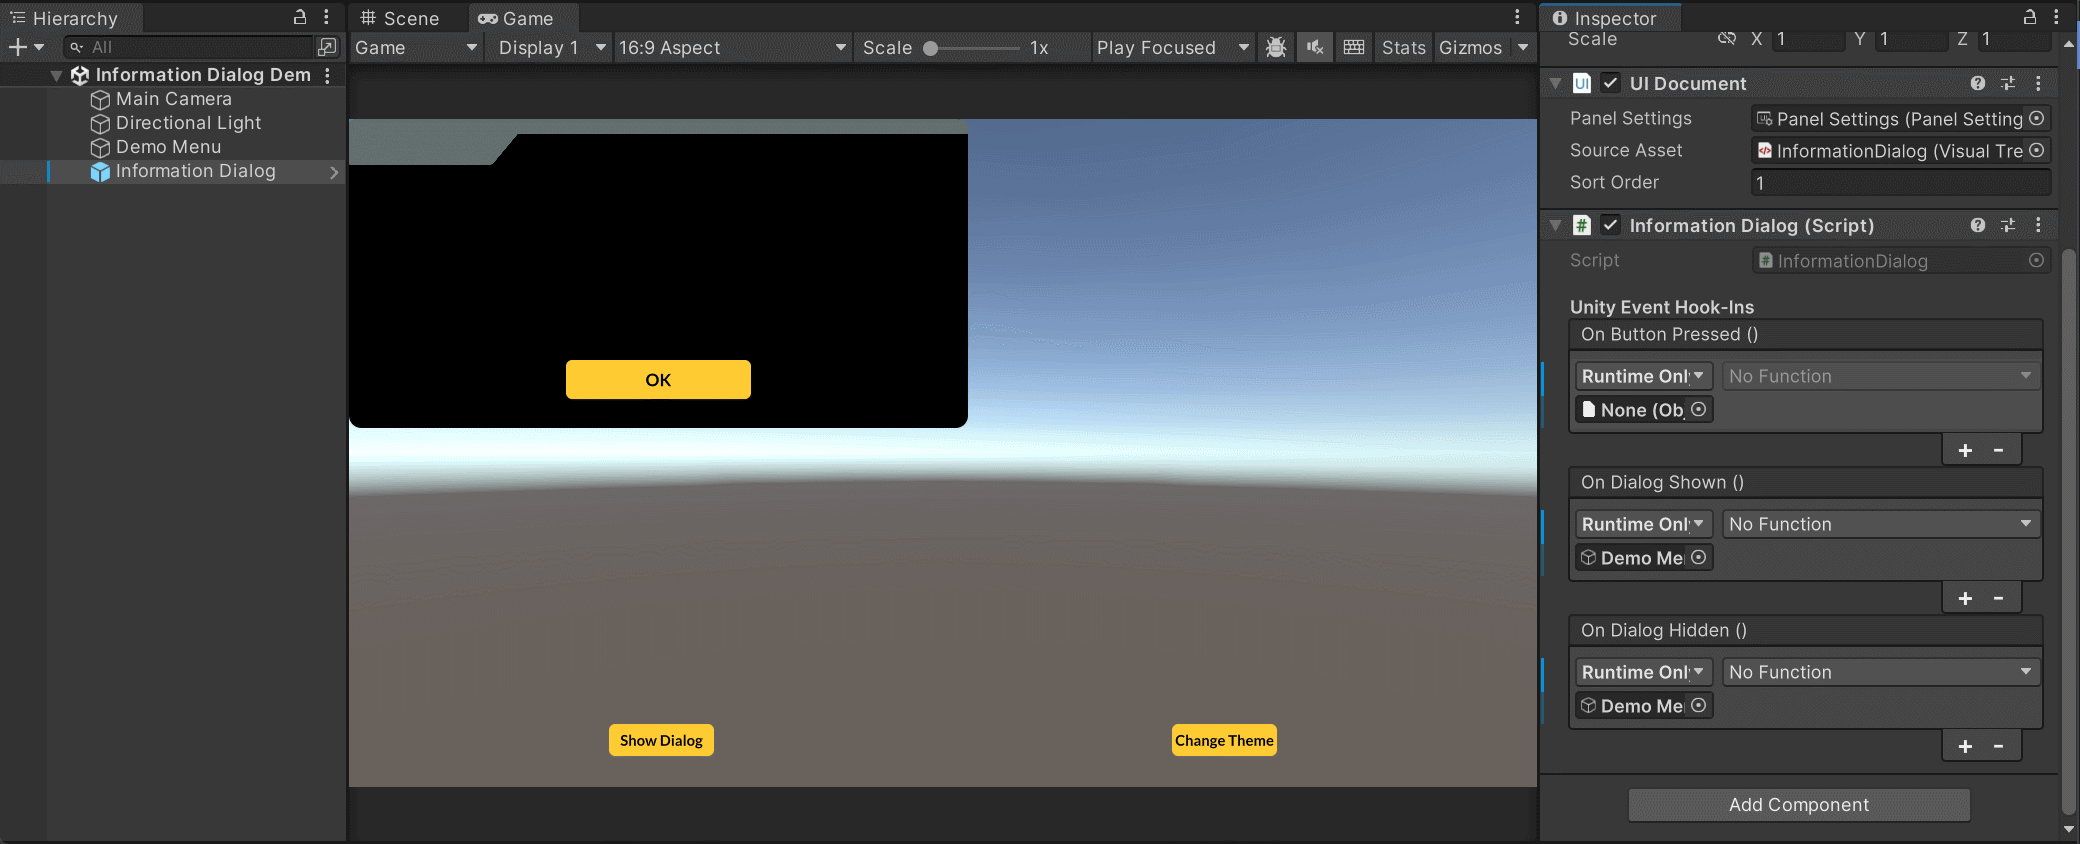 Hierarchy
Scene
Game
Inspector
All
Game
Display 1
16:9 Aspect
Scale
1x
Play Focused
Stats
Gizmos
Scale
X 1
Y 1
Z 1
Information Dialog Dem
Main Camera
Directional Light
Demo Menu
Information Dialog
OK
Show Dialog
Change Theme
UI Document
Panel Settings
Panel Settings (Panel Setting
Source Asset
InformationDialog (Visual Tre
Sort Order
1
# Information Dialog (Script)
Script
# InformationDialog
Unity Event Hook-Ins
On Button Pressed ()
Runtime Onl
No Function
None (Ob
+ -
On Dialog Shown ()
Runtime Onl
No Function
Demo Me
+ -
On Dialog Hidden ()
Runtime Onl
No Function
Demo Me
+ -
Add Component